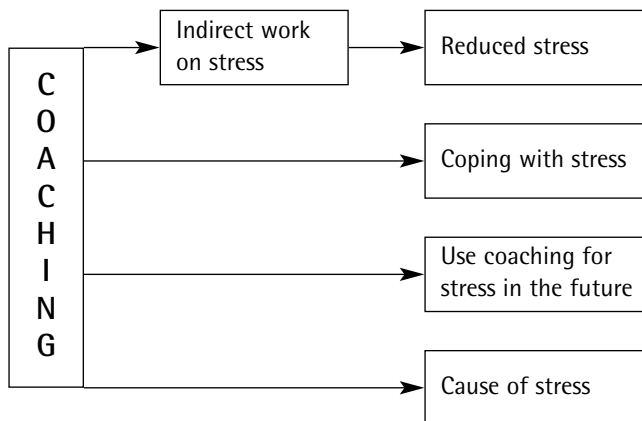 COACHING
Indirect work
on stress
Reduced stress
Coping with stress
Use coaching for
stress in the future
Cause of stress